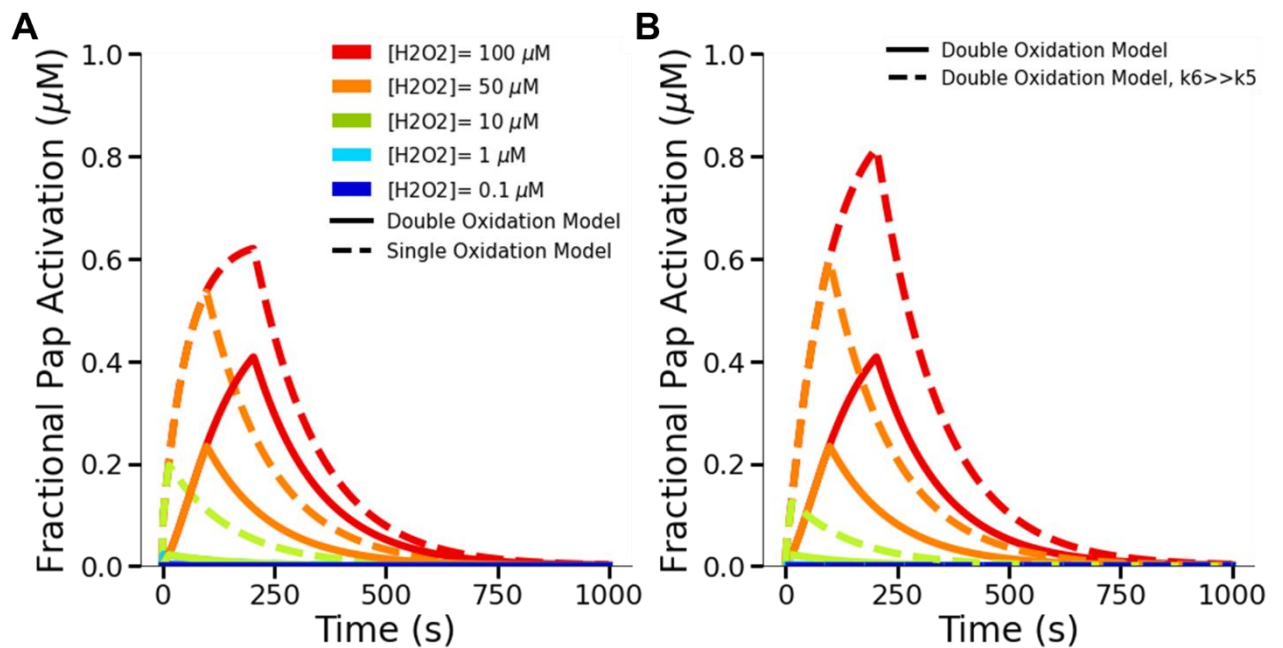 A
Fractional Pap Activation (μM)
1.0
0.8
0.6
0.4
0.2
0.0
[H2O2]= 100 μM
[H2O2]= 50 μM
[H2O2]= 10 μM
[H2O2]= 1 μM
[H2O2]= 0.1 μM
Double Oxidation Model
Single Oxidation Model
0 250 500 750 1000
Time (s)
B
Fractional Pap Activation (μM)
1.0
0.8
0.6
0.4
0.2
0.0
Double Oxidation Model
Double Oxidation Model, k6>>k5
0 250 500 750 1000
Time (s)